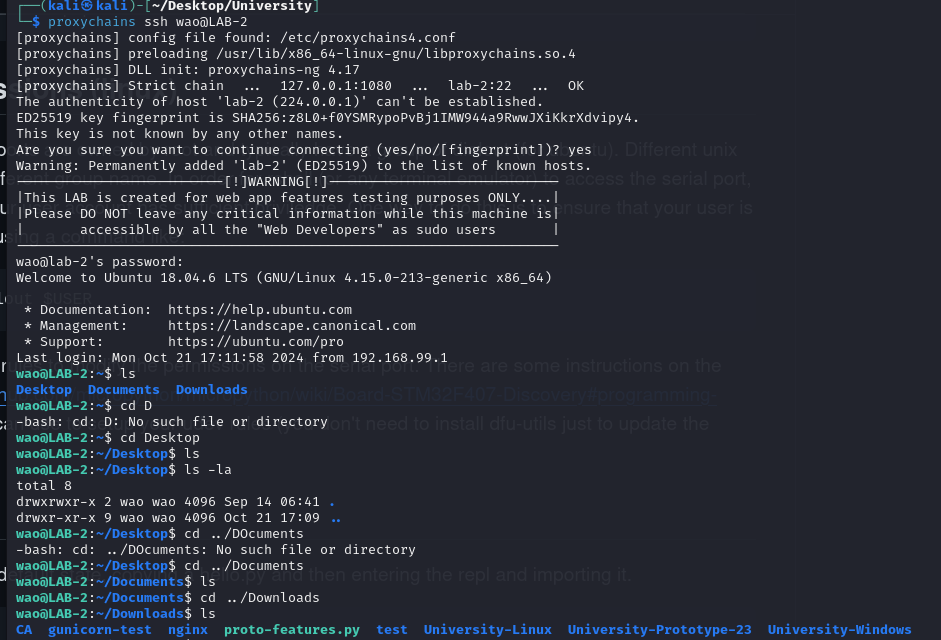 ┌──(kali㉿kali)-[~/Desktop/University]
└─$ proxychains ssh wao@LAB-2
[proxychains] config file found: /etc/proxychains4.conf
[proxychains] preloading /usr/lib/x86_64-linux-gnu/libproxychains.so.4
[proxychains] DLL init: proxychains-ng 4.17
[proxychains] Strict chain  ...  127.0.0.1:1080  ...  lab-2:22  ...  OK
The authenticity of host 'lab-2 (224.0.0.1)' can't be established.
ED25519 key fingerprint is SHA256:z8L0+f0YSMRypoPvBj1IMW944a9RwwJXiKkrXdvipy4.
This key is not known by any other names.
Are you sure you want to continue connecting (yes/no/[fingerprint])? yes
Warning: Permanently added 'lab-2' (ED25519) to the list of known hosts.
[!]WARNING[!]
|This LAB is created for web app features testing purposes ONLY....|
|Please DO NOT leave any critical information while this machine is|
|       accessible by all the "Web Developers" as sudo users       |
wao@lab-2's password:
Welcome to Ubuntu 18.04.6 LTS (GNU/Linux 4.15.0-213-generic x86_64)
* Documentation:  https://help.ubuntu.com
* Management:     https://landscape.canonical.com
* Support:        https://ubuntu.com/pro
Last login: Mon Oct 21 17:11:58 2024 from 192.168.99.1
wao@LAB-2:~$ ls
Desktop  Documents  Downloads
wao@LAB-2:~$ cd D
-bash: cd: D: No such file or directory
wao@LAB-2:~$ cd Desktop
wao@LAB-2:~/Desktop$ ls
wao@LAB-2:~/Desktop$ ls -la
total 8
drwxrwxr-x 2 wao wao 4096 Sep 14 06:41 .
drwxr-xr-x 9 wao wao 4096 Oct 21 17:09 ..
wao@LAB-2:~/Desktop$ cd ../DOcuments
-bash: cd: ../DOcuments: No such file or directory
wao@LAB-2:~/Desktop$ cd ../Documents
wao@LAB-2:~/Documents$ ls
wao@LAB-2:~/Documents$ cd ../Downloads
wao@LAB-2:~/Downloads$ ls
CA  gunicorn-test  nginx  proto-features.py  test  University-Linux  University-Prototype-23  University-Windows